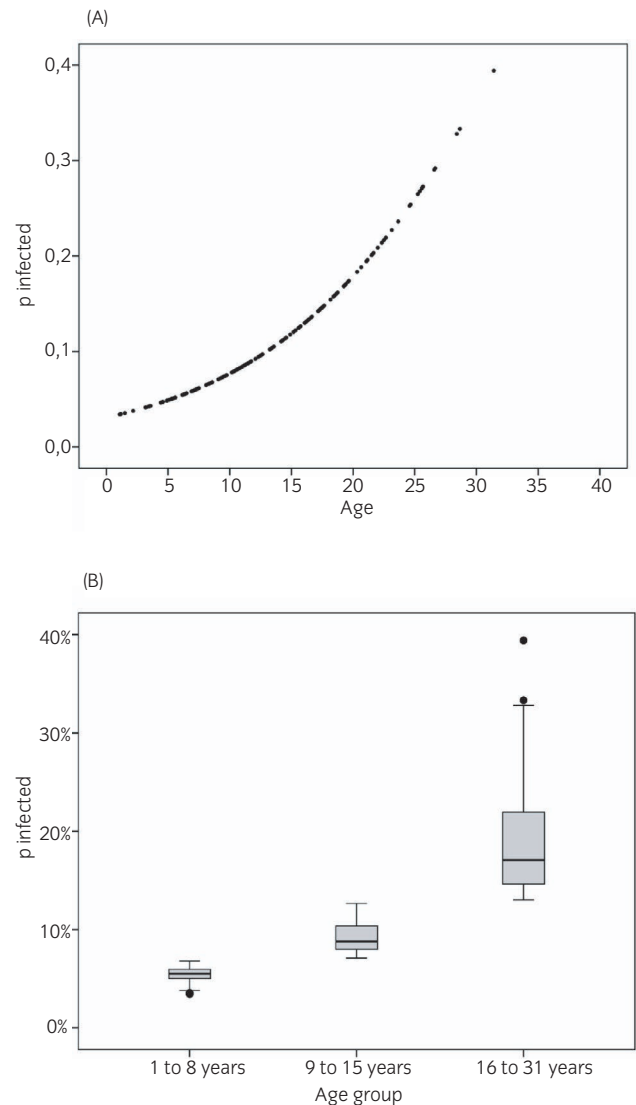 (A)
0,4
0,3
0,2
0,1
0,0
p infected
0 5 10 15 20 25 30 35 40
Age
(B)
40%
30%
20%
10%
0%
p infected
1 to 8 years 9 to 15 years 16 to 31 years
Age group